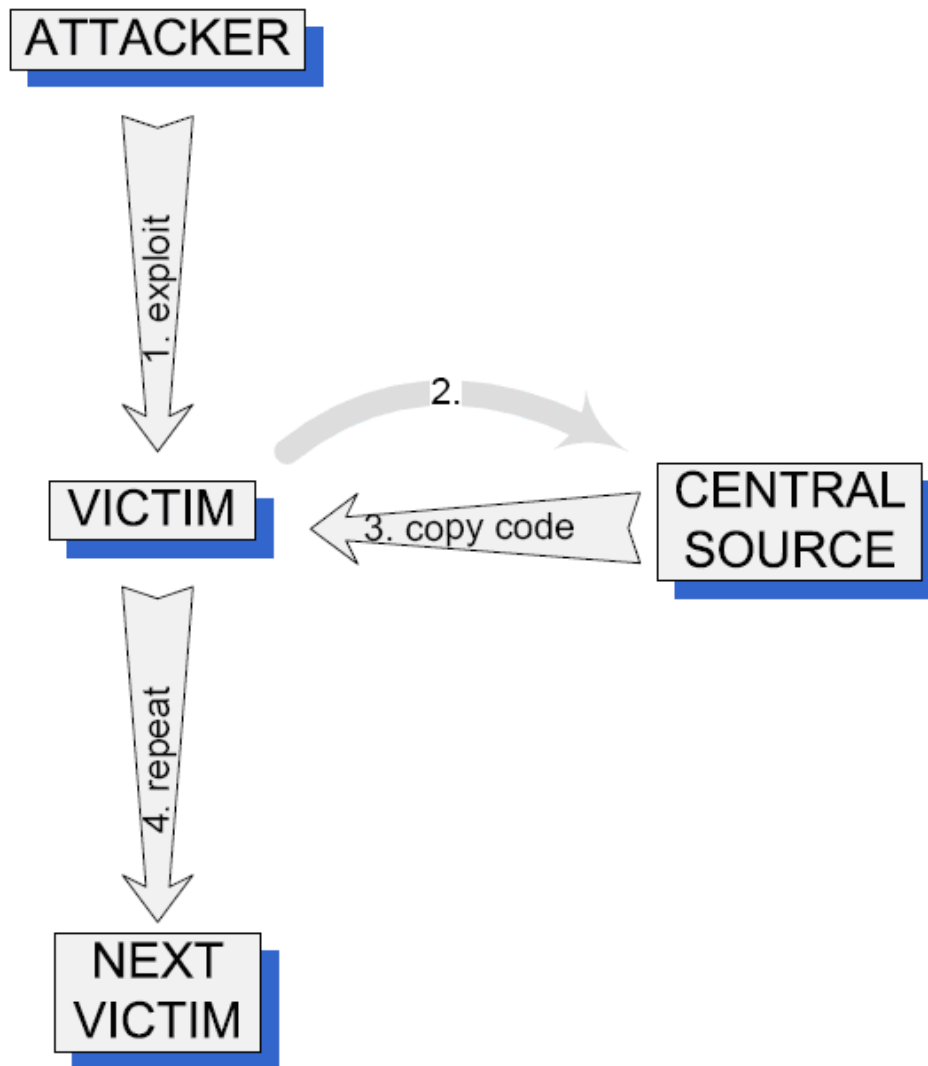 ATTACKER
1. exploit
2.
VICTIM
3. copy code
CENTRAL
SOURCE
4. repeat
NEXT
VICTIM